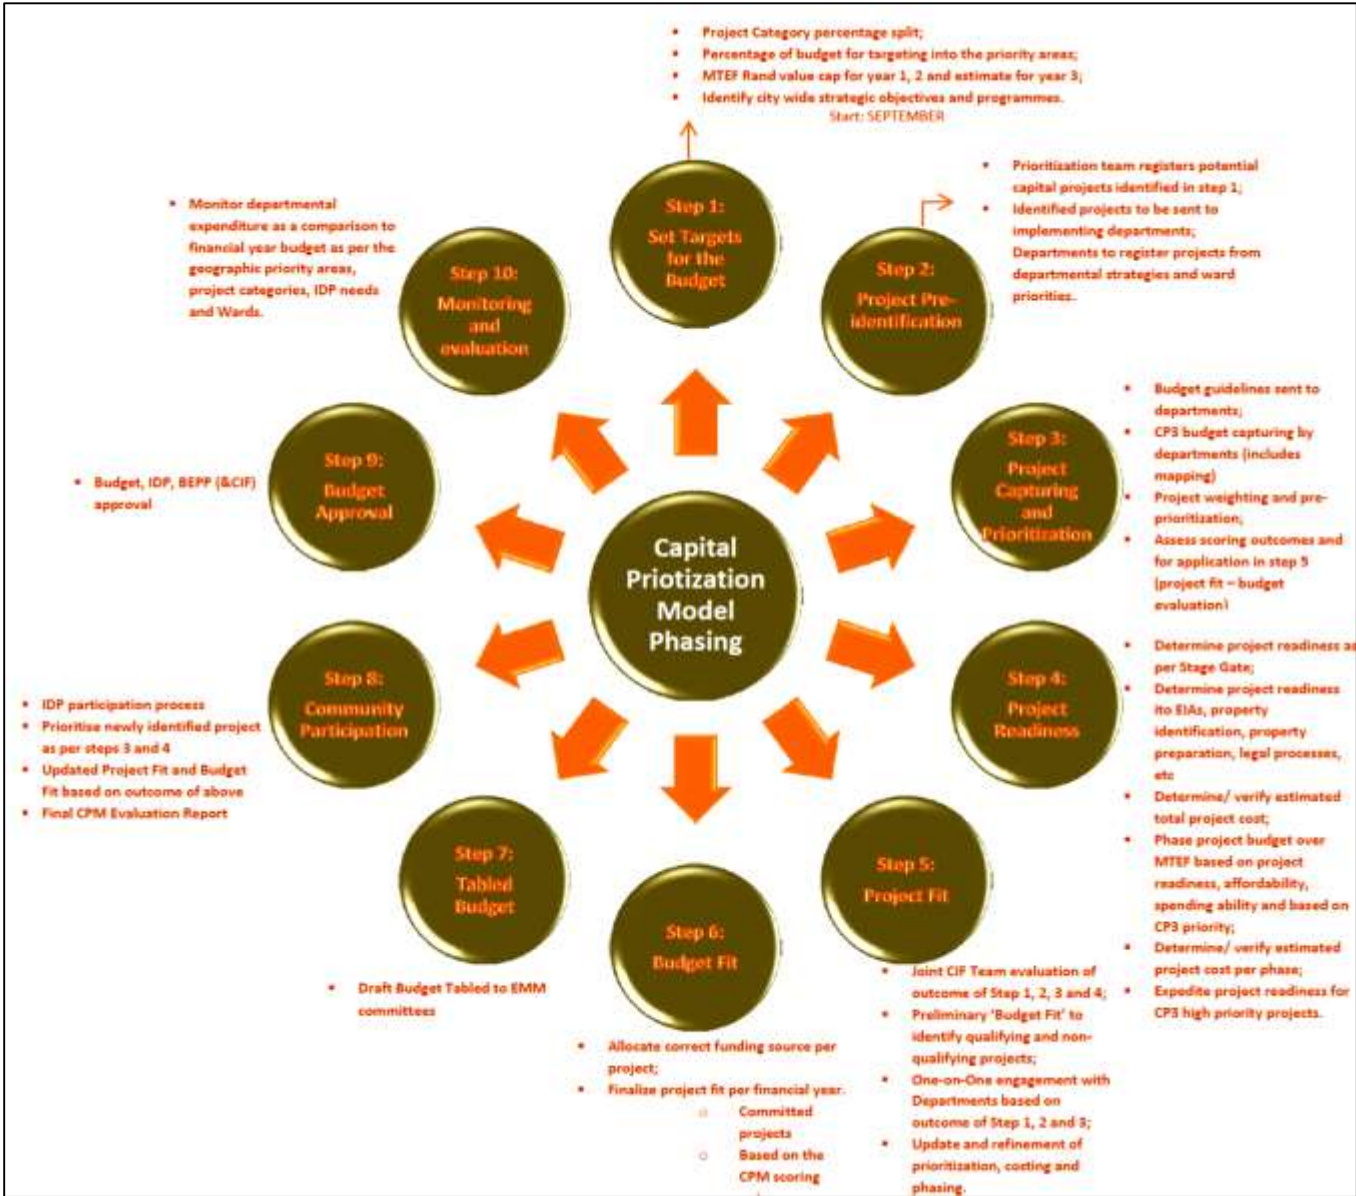 Project Category percentage split;
Percentage of budget for targeting into the priority areas;
MTEF Rand value cap for year 1, 2 and estimate for year 3;
Identify city wide strategic objectives and programmes.
Start: SEPTEMBER
Step 1:
Set Targets
for the
Budget
Prioritization team registers potential
capital projects identified in step 1;
Identified projects to be sent to
implementing departments;
Departments to register projects from
departmental strategies and ward
priorities.
Step 2:
Project Pre-
identification
Budget guidelines sent to
departments;
CP3 budget capturing by
departments (includes
mapping)
Project weighting and pre-
prioritization;
Assess scoring outcomes and
for application in step 5
(project fit – budget
evaluation)
Step 3:
Project
Capturing
and
Prioritization
Determine project readiness as
per Stage Gate;
Determine project readiness
ito EIAs, property
identification, property
preparation, legal processes,
etc
Determine/ verify estimated
total project cost;
Phase project budget over
MTEF based on project
readiness, affordability,
spending ability and based on
CP3 priority;
Determine/ verify estimated
project cost per phase;
Expedite project readiness for
CP3 high priority projects.
Step 4:
Project
Readiness
Step 5:
Project Fit
Joint CIF Team evaluation of
outcome of Step 1, 2, 3 and 4;
Preliminary 'Budget Fit' to
identify qualifying and non-
qualifying projects;
One-on-One engagement with
Departments based on
outcome of Step 1, 2 and 3;
Update and refinement of
prioritization, costing and
phasing.
Step 6:
Budget Fit
Allocate correct funding source per
project;
Finalize project fit per financial year.
Committed
projects
Based on the
CPM scoring
Step 7:
Tabled
Budget
Draft Budget Tabled to EMM
committees
Step 8:
Community
Participation
IDP participation process
Prioritise newly identified project
as per steps 3 and 4
Updated Project Fit and Budget
Fit based on outcome of above
Final CPM Evaluation Report
Step 9:
Budget
Approval
Budget, IDP, BEPP (&CIF)
approval
Step 10:
Monitoring
and
evaluation
Monitor departmental
expenditure as a comparison to
financial year budget as per the
geographic priority areas,
project categories, IDP needs
and Wards.
Capital
Priotization
Model
Phasing